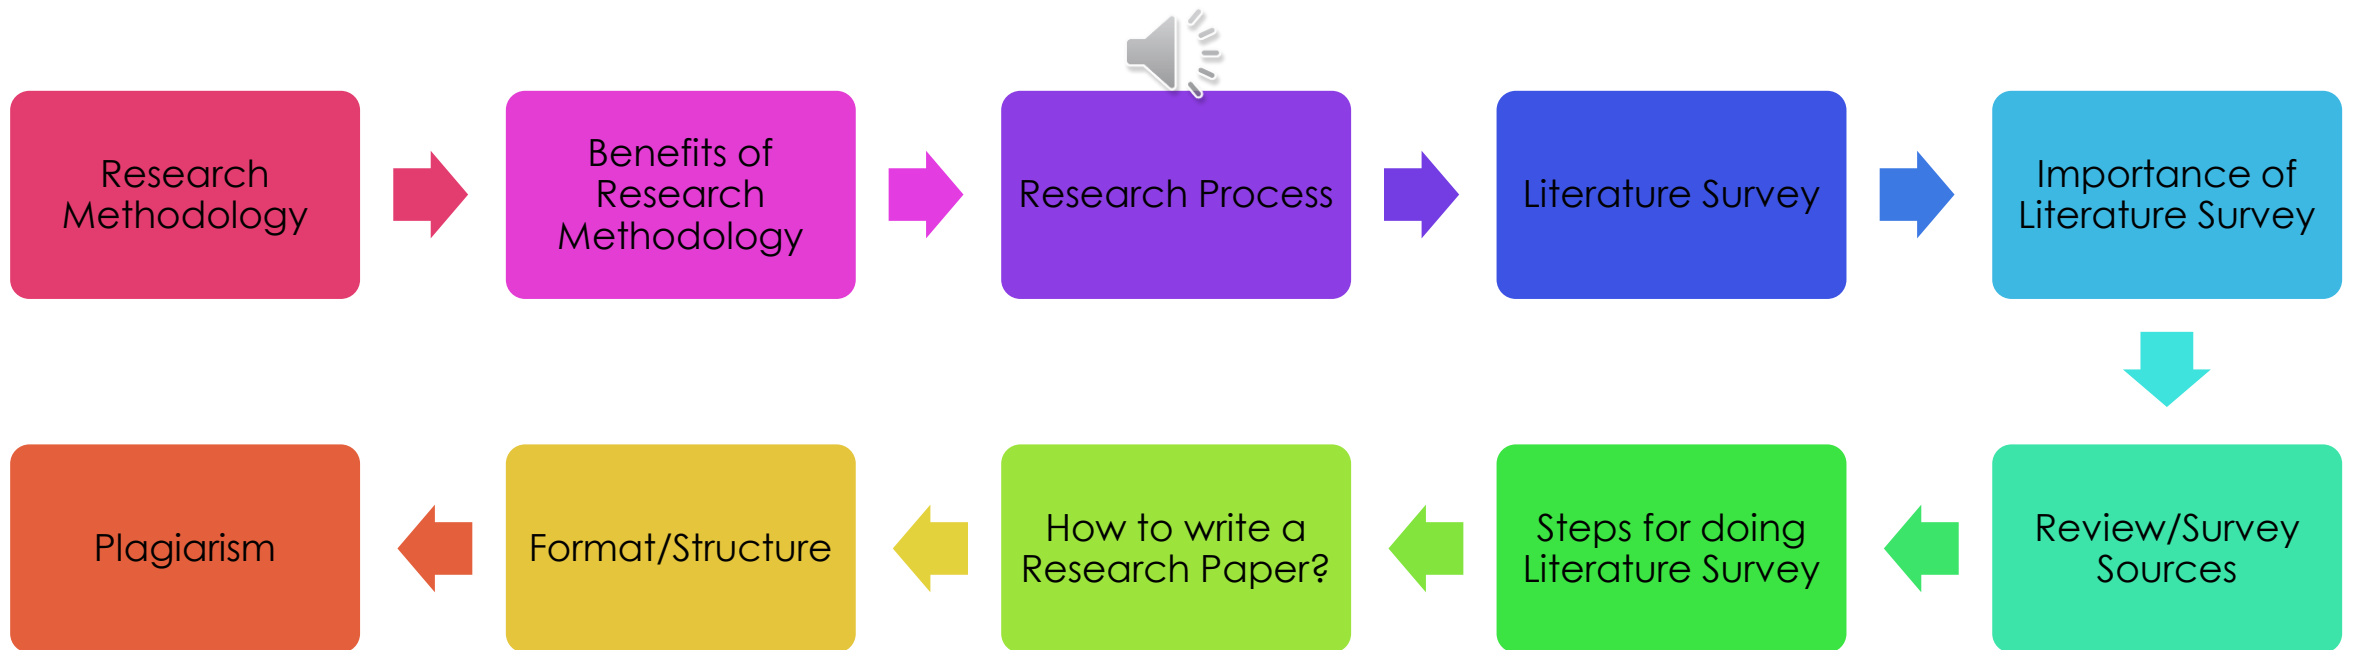 Research
Methodology
Benefits of
Research
Methodology
Research Process
Literature Survey
Importance of
Literature Survey
Review/Survey
Sources
Steps for doing
Literature Survey
How to write a
Research Paper?
Format/Structure
Plagiarism